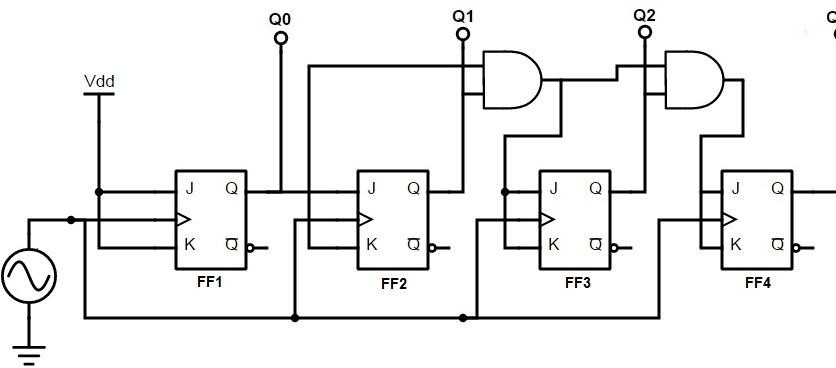 Q0
Q1
Q2
Q
Vdd
J Q J Q J Q J Q
K Q̅ K Q̅ K Q̅ K Q̅
FF1 FF2 FF3 FF4